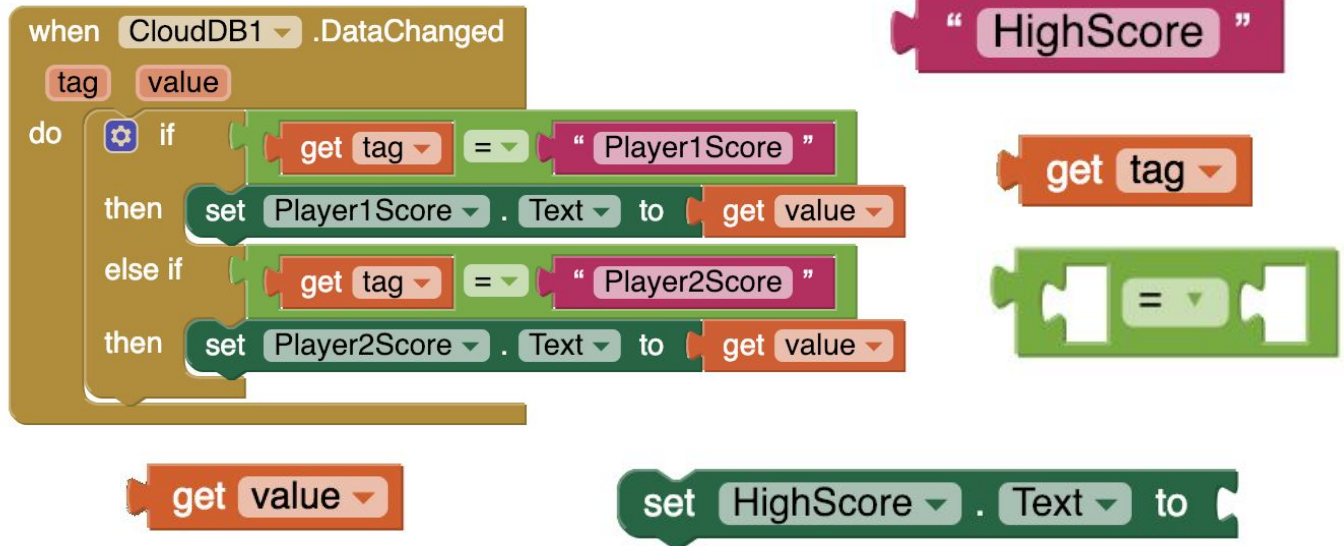 when CloudDB1 .DataChanged
tag value
do if get tag = “ Player1Score ”
then set Player1Score . Text to get value
else if get tag = “ Player2Score ”
then set Player2Score . Text to get value
“ HighScore ”
get tag
=
get value
set HighScore . Text to